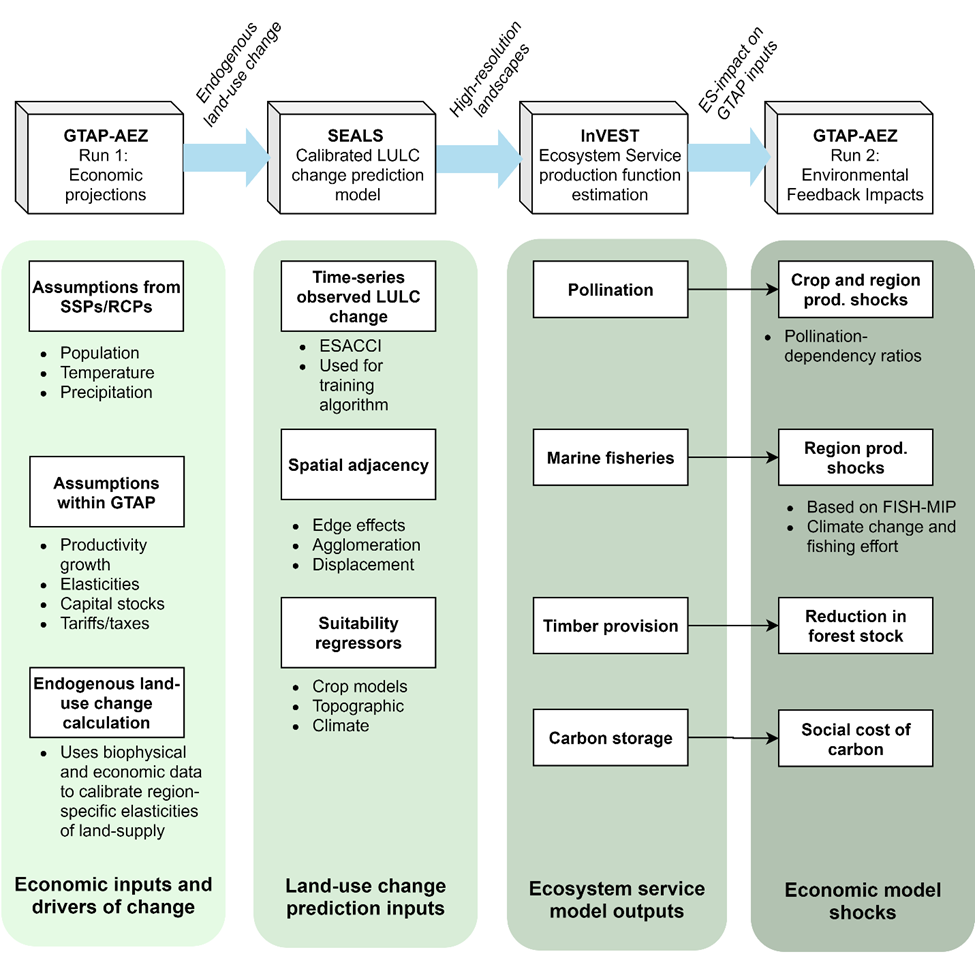 Endogenous
land-use change
High-resolution
landscapes
ES-impact on
GTAP inputs
GTAP-AEZ
Run 1:
Economic
projections
SEALS
Calibrated LULC
change prediction
model
InVEST
Ecosystem Service
production function
estimation
GTAP-AEZ
Run 2:
Environmental
Feedback Impacts
Assumptions from
SSPs/RCPs
• Population
• Temperature
• Precipitation
Assumptions
within GTAP
• Productivity
growth
• Elasticities
• Capital stocks
• Tariffs/taxes
Endogenous land-
use change
calculation
• Uses biophysical
and economic data
to calibrate region-
specific elasticities
of land-supply
Economic inputs and
drivers of change
Time-series
observed LULC
change
• ESACCI
• Used for
training
algorithm
Spatial adjacency
• Edge effects
• Agglomeration
• Displacement
Suitability
regressors
• Crop models
• Topographic
• Climate
Land-use change
prediction inputs
Pollination
Marine fisheries
Timber provision
Carbon storage
Ecosystem service
model outputs
Crop and region
prod. shocks
• Pollination-
dependency ratios
Region prod.
shocks
• Based on FISH-MIP
• Climate change and
fishing effort
Reduction in
forest stock
Social cost of
carbon
Economic model
shocks